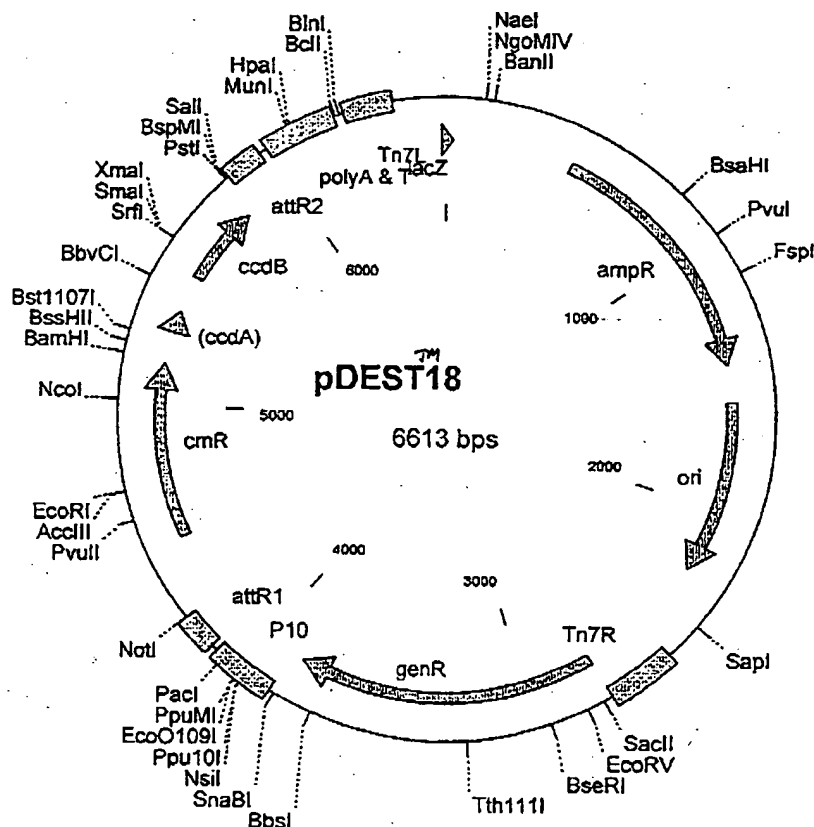 BlnI
BclI
HpaI
MunI
SalI
BspMI
PstI
XmaI
SmaI
SrfI
BbvCI
Bst1107I
BssHII
BamHI
NcoI
EcoRI
AccIII
PvuII
NotI
PacI
PpuMI
EcoO109I
Ppu10I
NsiI
SnaBI
BbsI
Tth111I
BseRI
EcoRV
SacII
SapI
FspI
PvuI
BsaHI
BanII
NgoMIV
NaeI
Tn7L
lacZ
polyA & T
attR2
ccdB
6000
(ccdA)
ampR
1000
pDEST™18
6613 bps
5000
cmR
2000
ori
4000
3000
attR1
P10
genR
Tn7R